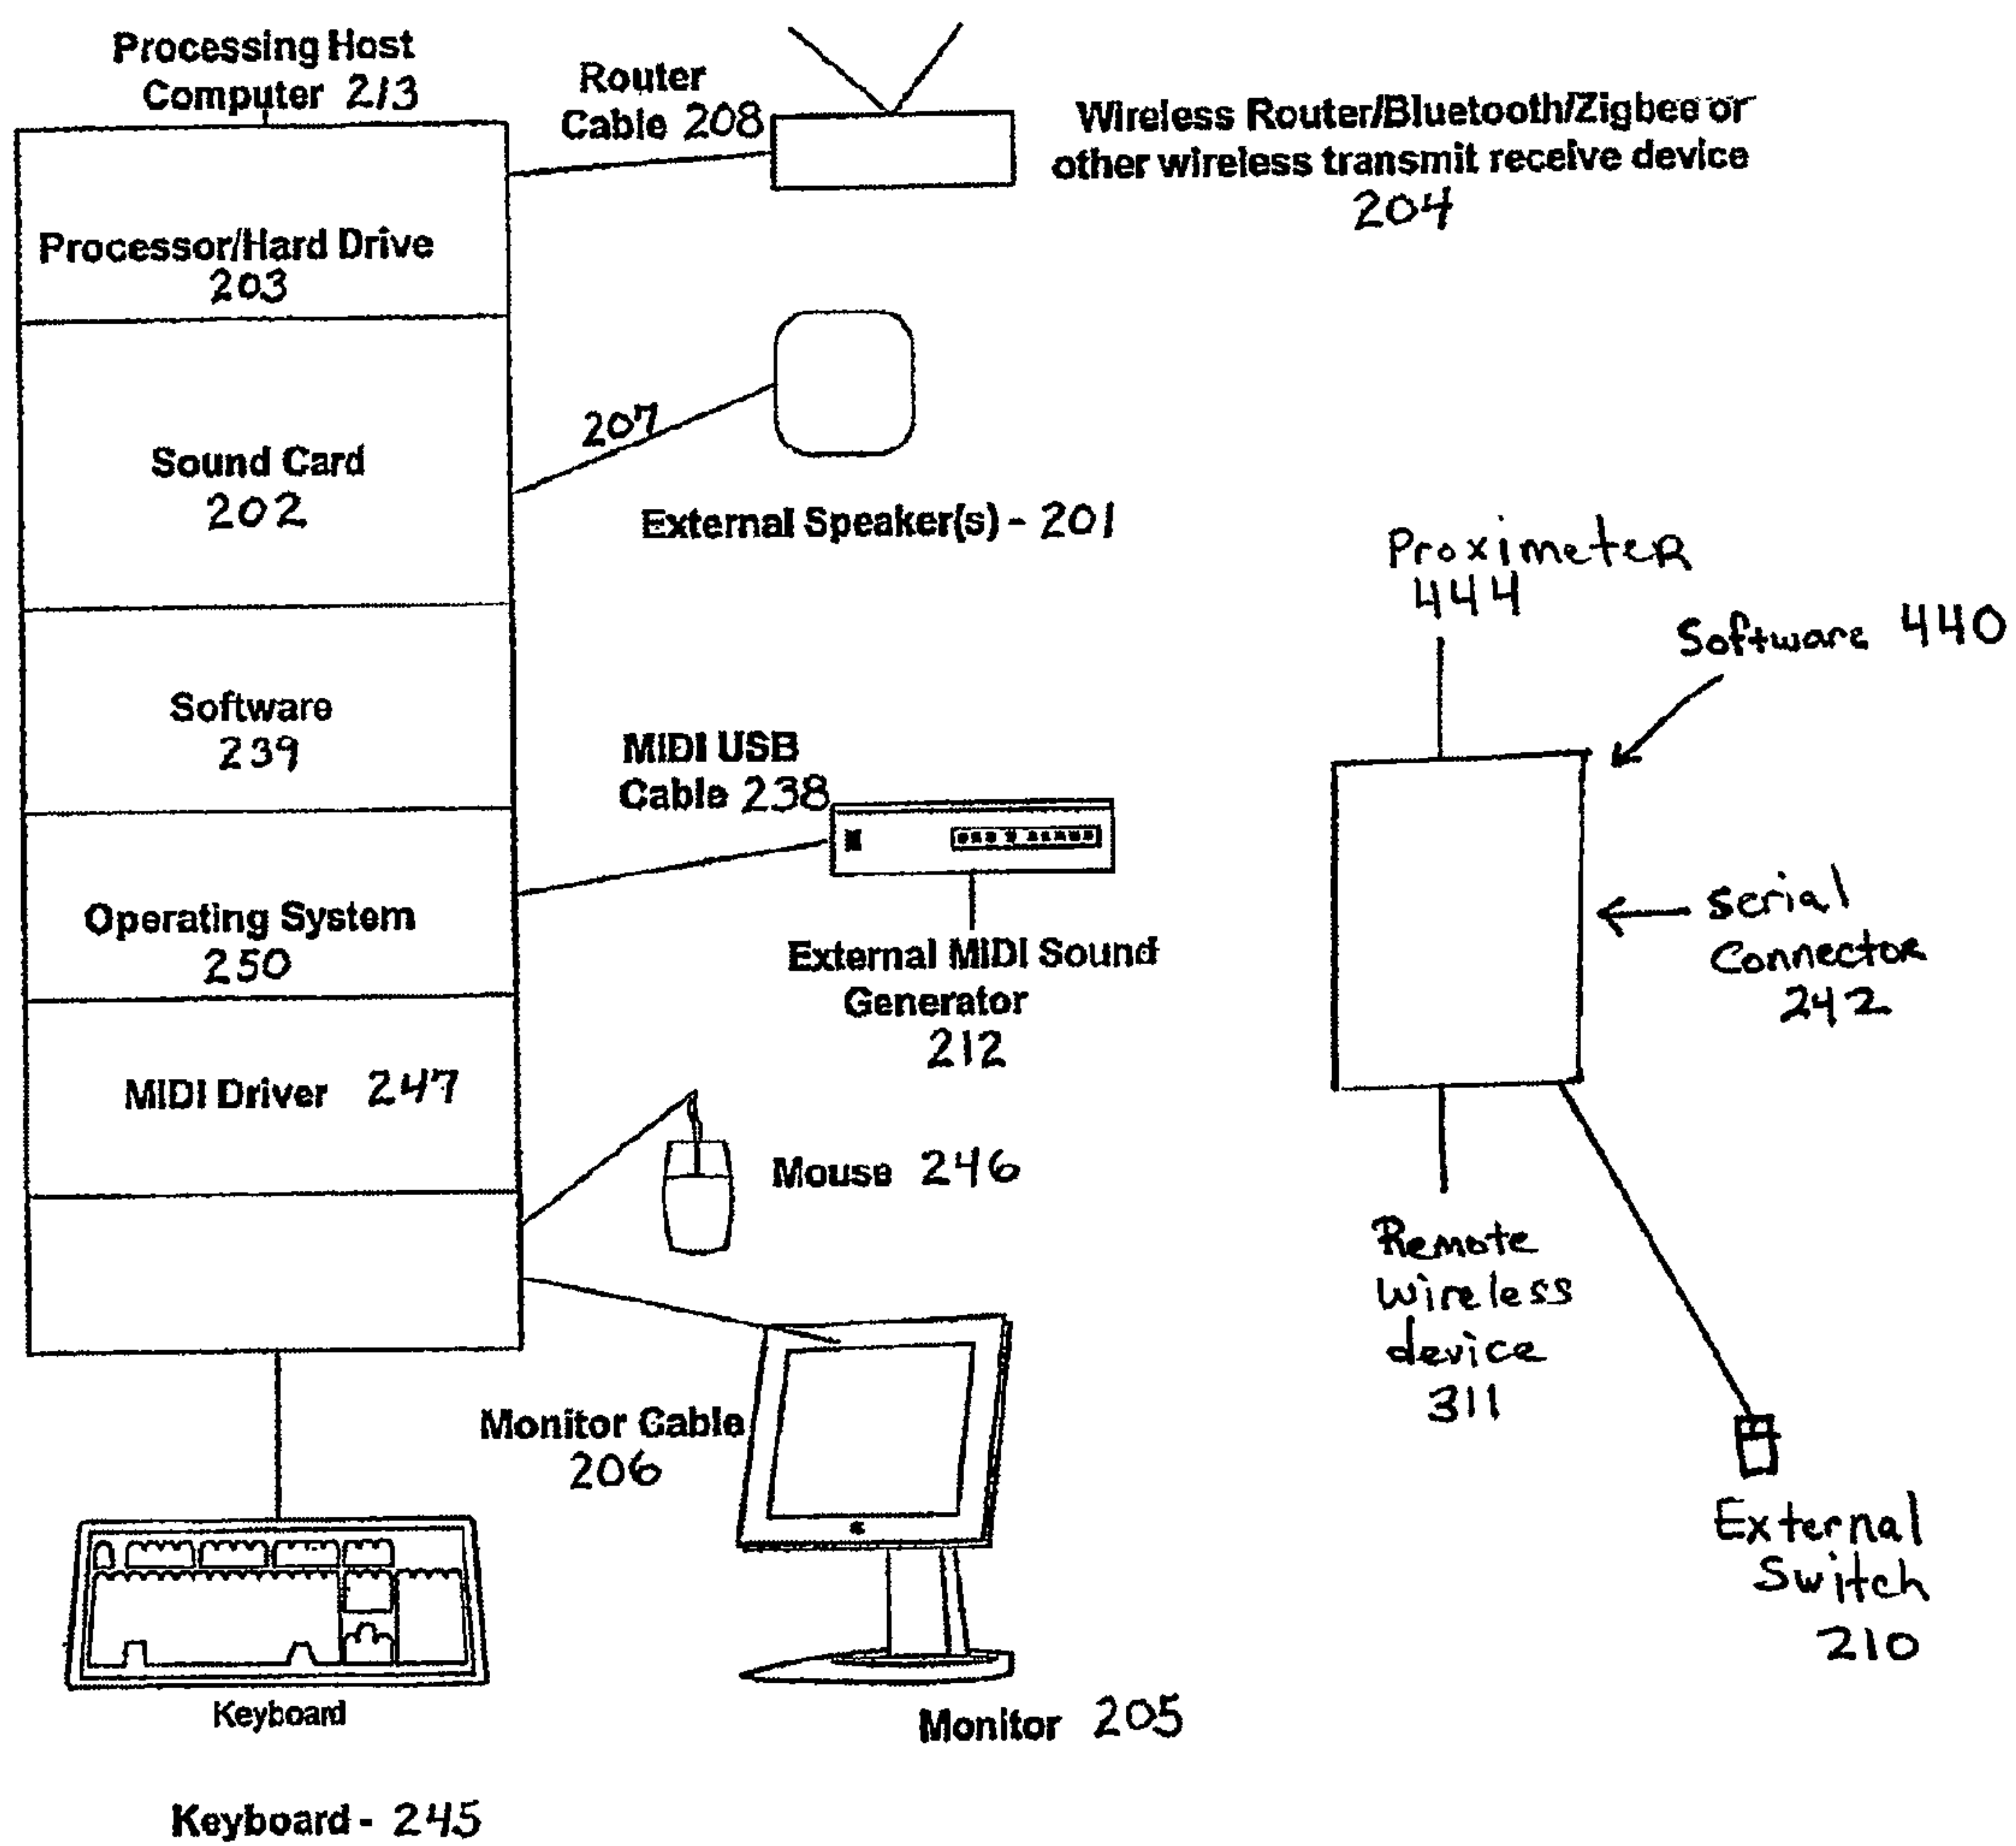 Processing Host
Computer 213
Router
Cable 208
Wireless Router/Bluetooth/Zigbee or
other wireless transmit receive device
204
Processor/Hard Drive
203
207
Sound Card
202
External Speaker(s) - 201
Proximeter
444
Software 440
Software
239
MIDI USB
Cable 238
Serial
Connector
242
Operating System
250
External MIDI Sound
Generator
212
MIDI Driver 247
Mouse 246
Remote
Wireless
device
311
Monitor Cable
206
External
Switch
210
Keyboard
Monitor 205
Keyboard - 245